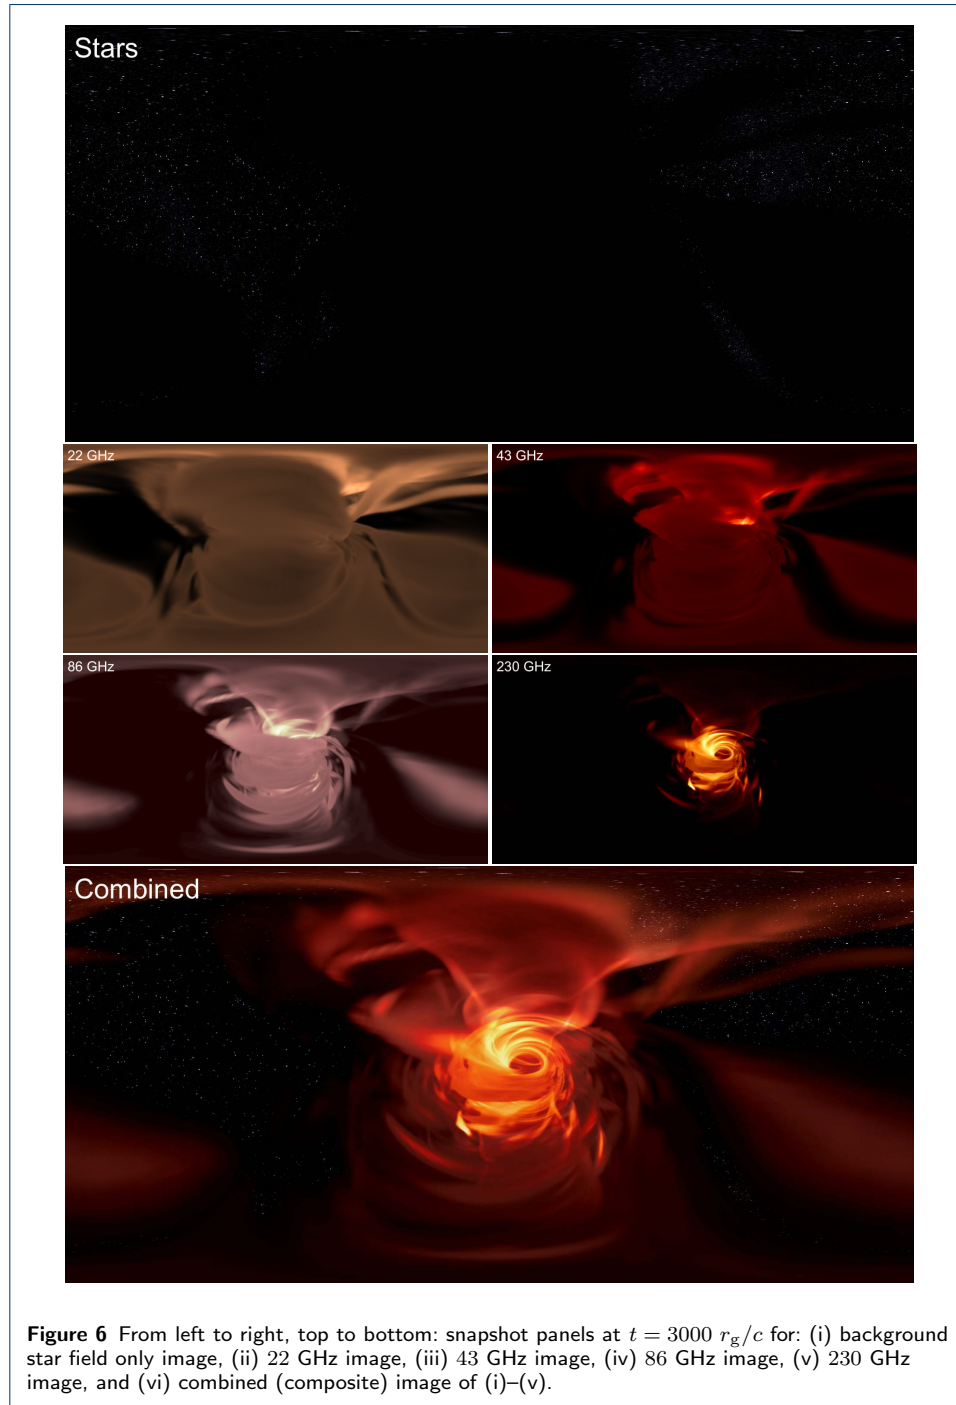 Stars
22 GHz
43 GHz
86 GHz
230 GHz
Combined
Figure 6 From left to right, top to bottom: snapshot panels at t = 3000 r_g/c for: (i) background
star field only image, (ii) 22 GHz image, (iii) 43 GHz image, (iv) 86 GHz image, (v) 230 GHz
image, and (vi) combined (composite) image of (i)–(v).